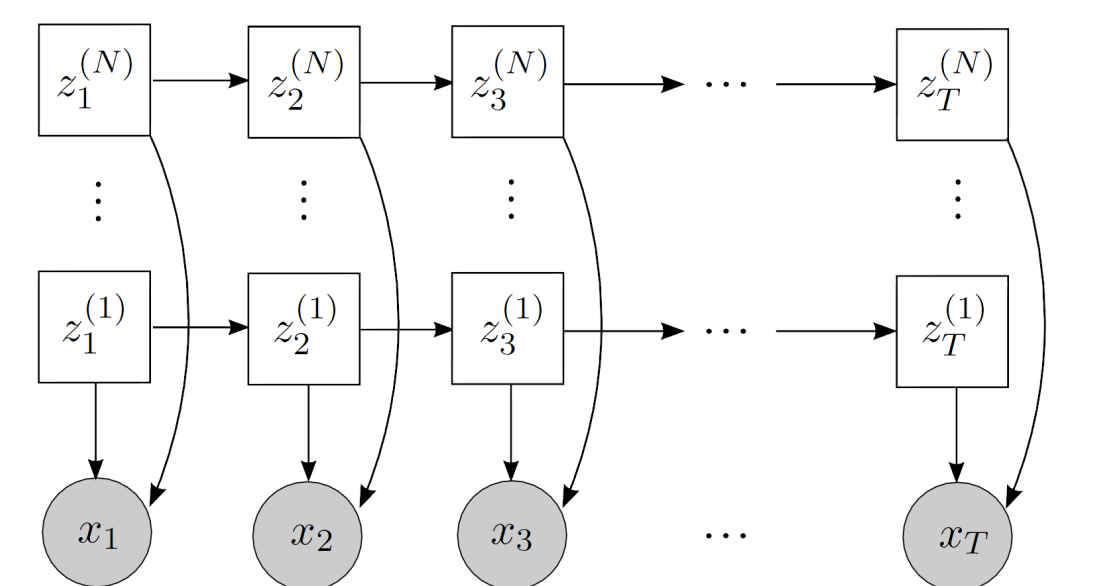 z_1^{(N)} z_2^{(N)} z_3^{(N)} ⋯ z_T^{(N)}
⋮ ⋮ ⋮ ⋮
z_1^{(1)} z_2^{(1)} z_3^{(1)} ⋯ z_T^{(1)}
x_1 x_2 x_3 ⋯ x_T